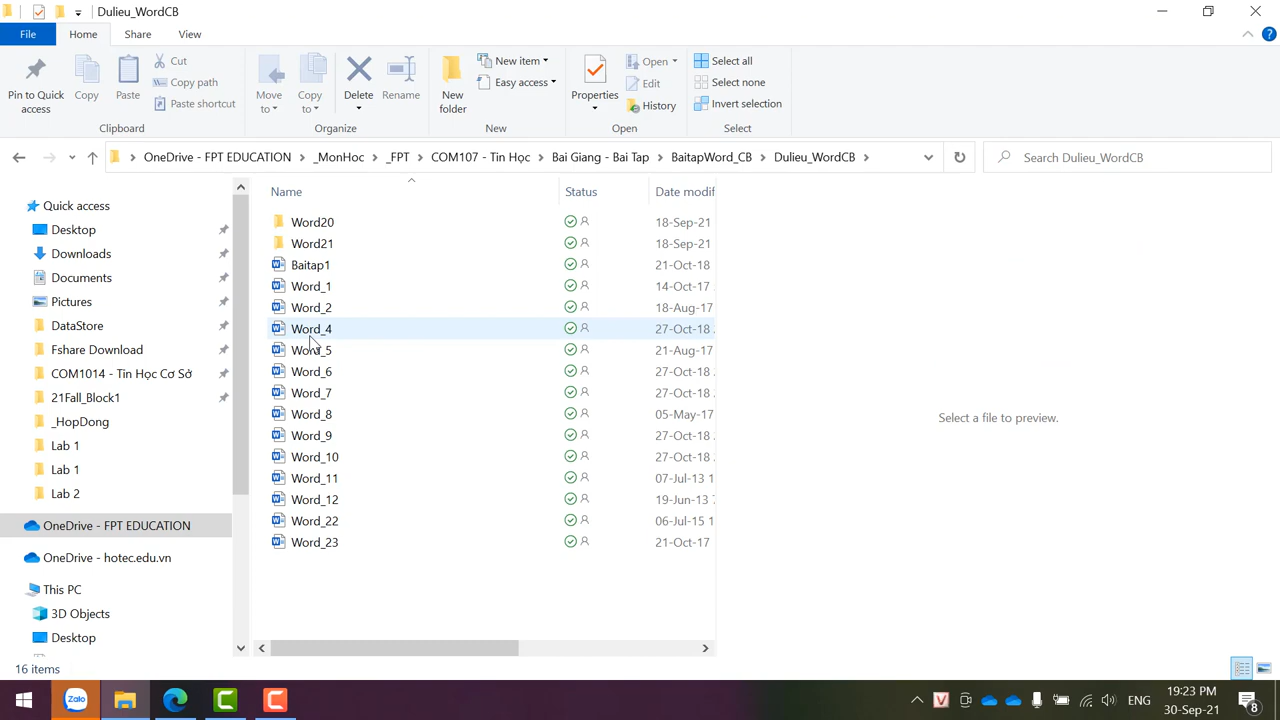 Dulieu_WordCB
File
Home
Share
View
Pin to Quick access
Copy
Paste
Cut
Copy path
Paste shortcut
Clipboard
Move to
Copy to
Delete
Rename
Organize
New folder
New item
Easy access
New
Properties
Open
Edit
History
Open
Select all
Select none
Invert selection
Select
OneDrive - FPT EDUCATION
_MonHoc
_FPT
COM107 - Tin Học
Bai Giang - Bai Tap
BaitapWord_CB
Dulieu_WordCB
Search Dulieu_WordCB
Quick access
Desktop
Downloads
Documents
Pictures
DataStore
Fshare Download
COM1014 - Tin Học Cơ Sở
21Fall_Block1
_HopDong
Lab 1
Lab 1
Lab 2
OneDrive - FPT EDUCATION
OneDrive - hotec.edu.vn
This PC
3D Objects
Desktop
Name Status Date modif
Word20 18-Sep-21
Word21 18-Sep-21
Baitap1 21-Oct-18
Word_1 14-Oct-17
Word_2 18-Aug-17
Word_4 27-Oct-18
Word_5 21-Aug-17
Word_6 27-Oct-18
Word_7 27-Oct-18
Word_8 05-May-17
Word_9 27-Oct-18
Word_10 27-Oct-18
Word_11 07-Jul-13 1
Word_12 19-Jun-13 7
Word_22 06-Jul-15 1
Word_23 21-Oct-17
Select a file to preview.
16 items
Zalo
ENG
19:23 PM
30-Sep-21
8